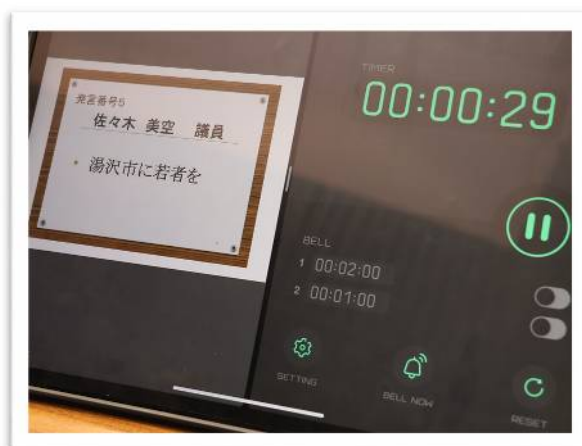 発言番号5
佐々木 美空 議員
・ 湯沢市に若者を
TIMER
00:00:29
BELL
1 00:02:00
2 00:01:00
SETTING
BELL NOW
RESET